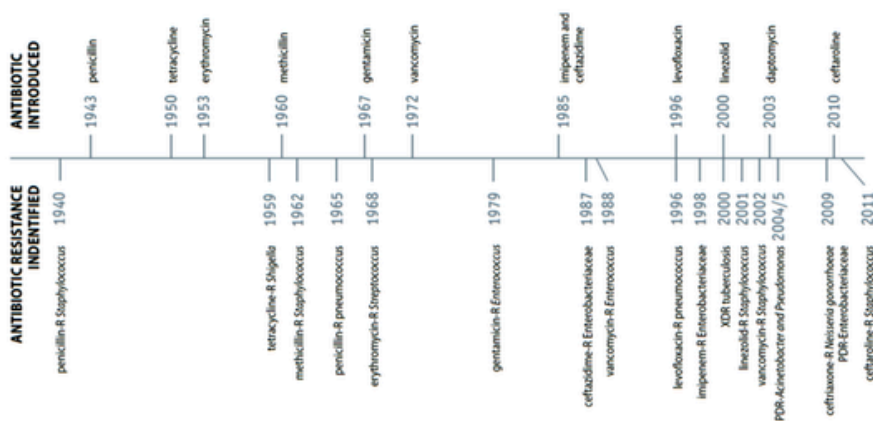 ANTIBIOTIC
INTRODUCED
1943 penicillin
1950 tetracycline
1953 erythromycin
1960 methicillin
1967 gentamicin
1972 vancomycin
1985 imipenem and
ceftazidime
1996 levofloxacin
2000 linezolid
2003 daptomycin
2010 ceftaroline
ANTIBIOTIC RESISTANCE
INDENTIFIED
penicillin-R Staphylococcus 1940
tetracycline-R Shigella 1959
methicillin-R Staphylococcus 1962
penicillin-R pneumococcus 1965
erythromycin-R Streptococcus 1968
gentamicin-R Enterococcus 1979
ceftazidime-R Enterobacteriaceae 1987
vancomycin-R Enterococcus 1988
levofloxacin-R pneumococcus 1996
imipenem-R Enterobacteriaceae 1998
XDR tuberculosis 2000
linezolid-R Staphylococcus 2001
vancomycin-R Staphylococcus 2002
PDR-Acinetobacter and Pseudomonas 2004/5
ceftriaxone-R Neisseria gonorrhoeae 2009
PDR-Enterobacteriaceae
ceftaroline-R Staphylococcus 2011